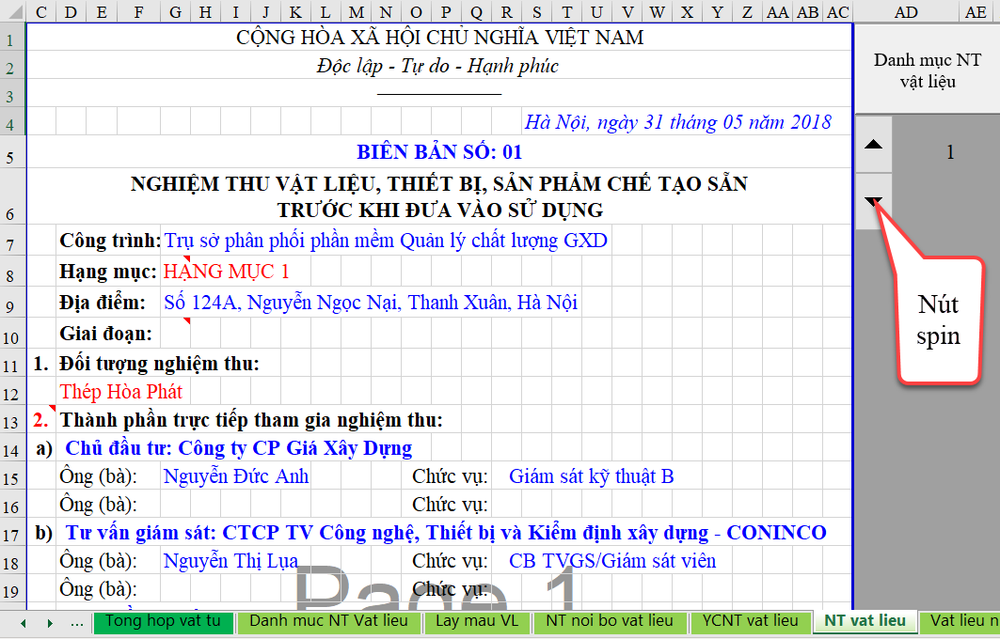 C D E F G H I J K L M N O P Q R S T U V W X Y Z AA AB AC AD AE
1 CỘNG HÒA XÃ HỘI CHỦ NGHĨA VIỆT NAM
Danh mục NT
vật liệu
2 Độc lập - Tự do - Hạnh phúc
3
4 Hà Nội, ngày 31 tháng 05 năm 2018
5 BIÊN BẢN SỐ: 01
1
6 NGHIỆM THU VẬT LIỆU, THIẾT BỊ, SẢN PHẨM CHẾ TẠO SẴN
TRƯỚC KHI ĐƯA VÀO SỬ DỤNG
7 Công trình: Trụ sở phân phối phần mềm Quản lý chất lượng GXD
8 Hạng mục: HẠNG MỤC 1
9 Địa điểm: Số 124A, Nguyễn Ngọc Nại, Thanh Xuân, Hà Nội
Nút
spin
10 Giai đoạn:
11 1. Đối tượng nghiệm thu:
12 Thép Hòa Phát
13 2. Thành phần trực tiếp tham gia nghiệm thu:
14 a) Chủ đầu tư: Công ty CP Giá Xây Dựng
15 Ông (bà): Nguyễn Đức Anh Chức vụ: Giám sát kỹ thuật B
16 Ông (bà): Chức vụ:
17 b) Tư vấn giám sát: CTCP TV Công nghệ, Thiết bị và Kiểm định xây dựng - CONINCO
18 Ông (bà): Nguyễn Thị Lụa Chức vụ: CB TVGS/Giám sát viên
19 Ông (bà): Chức vụ:
Page 1
... Tong hop vat tu Danh muc NT Vat lieu Lay mau VL NT noi bo vat lieu YCNT vat lieu NT vat lieu Vat lieu n